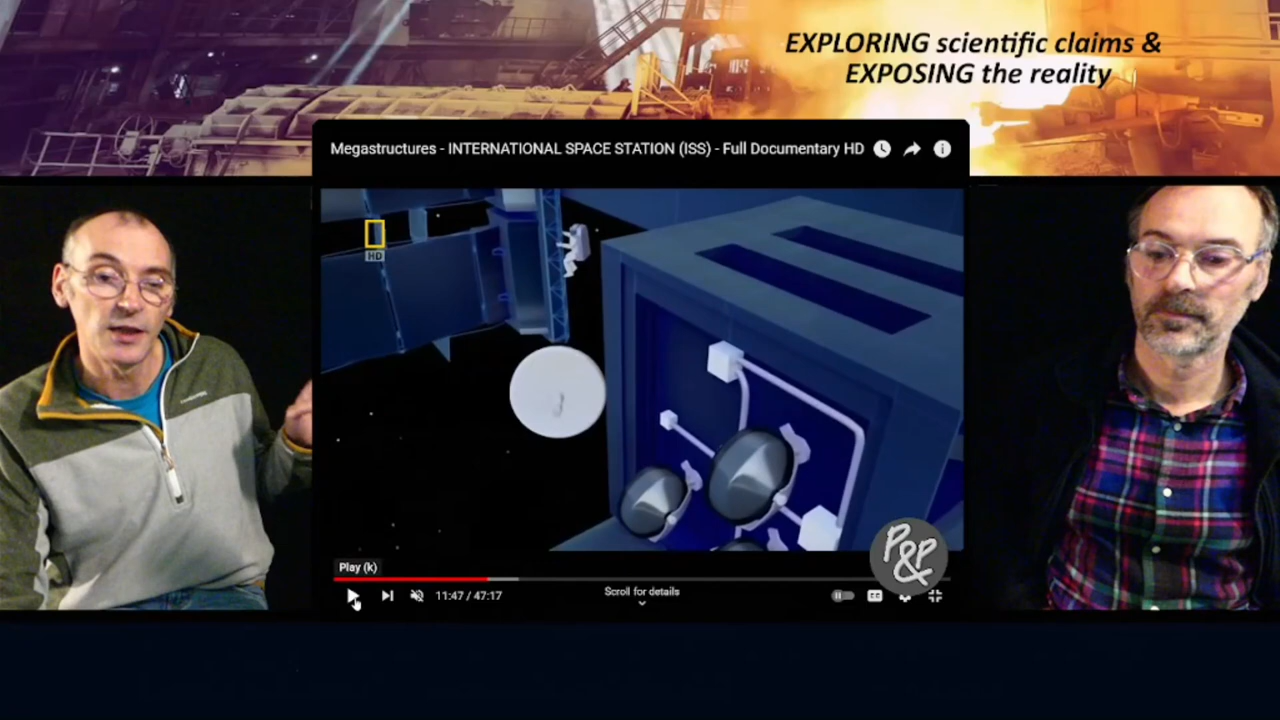 EXPLORING scientific claims &
EXPOSING the reality
Megastructures - INTERNATIONAL SPACE STATION (ISS) - Full Documentary HD
HD
P&P
Play (k)
11:47 / 47:17
Scroll for details
CC